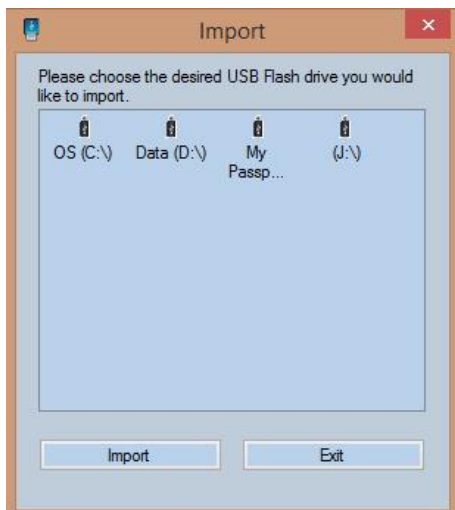 Import
Please choose the desired USB Flash drive you would
like to import.
OS (C:\) Data (D:\) My (J:\)
Passp...
Import Exit